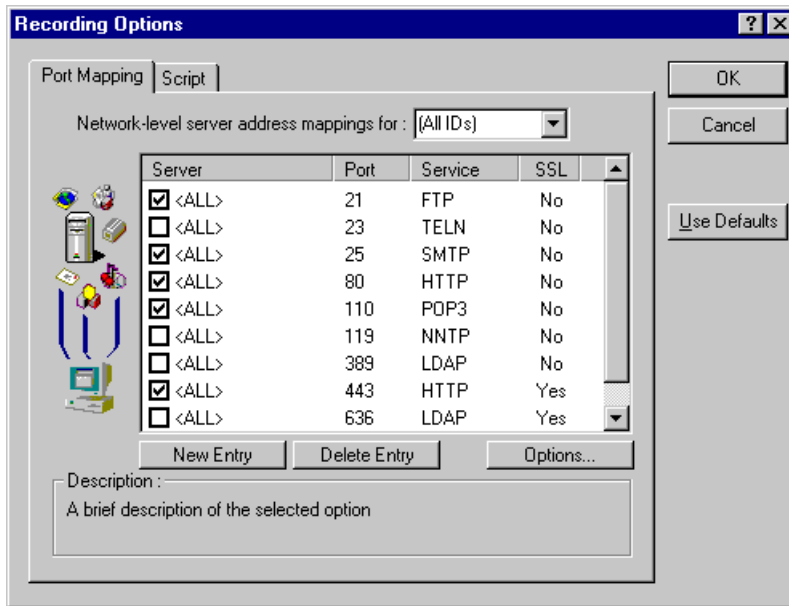 Recording Options
Port Mapping Script
OK
Cancel
Use Defaults
Network-level server address mappings for : (All IDs)
Server Port Service SSL
<ALL> 21 FTP No
<ALL> 23 TELN No
<ALL> 25 SMTP No
<ALL> 80 HTTP No
<ALL> 110 POP3 No
<ALL> 119 NNTP No
<ALL> 389 LDAP No
<ALL> 443 HTTP Yes
<ALL> 636 LDAP Yes
New Entry Delete Entry Options...
Description :
A brief description of the selected option